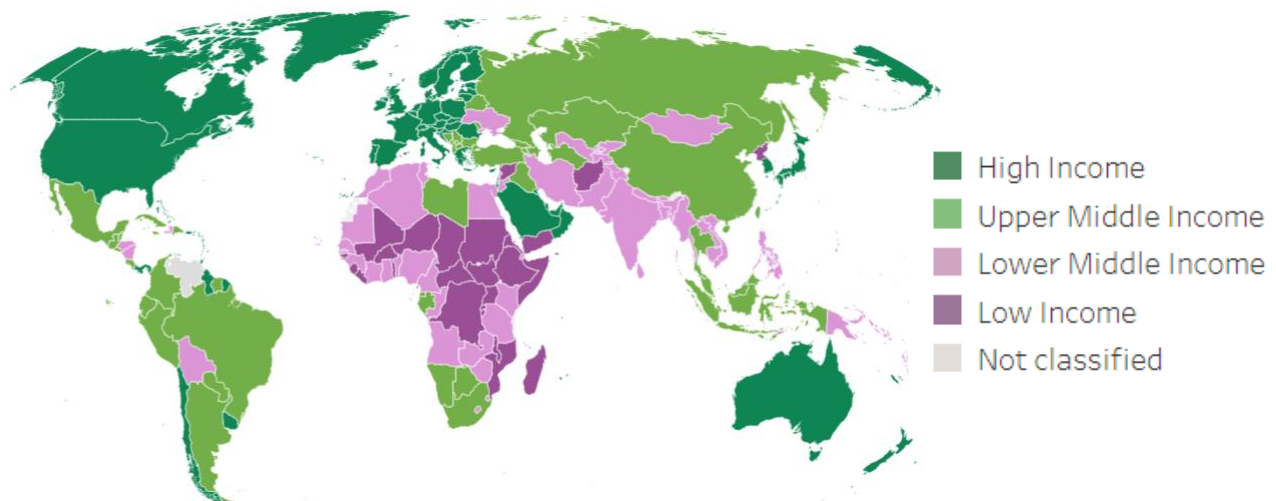 High Income
Upper Middle Income
Lower Middle Income
Low Income
Not classified